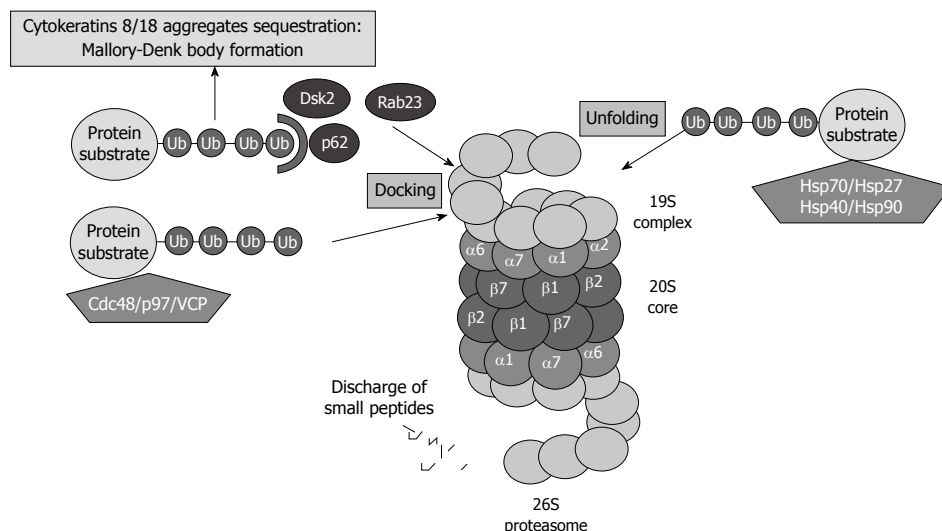 Cytokeratins 8/18 aggregates sequestration:
Mallory-Denk body formation
Dsk2
Rab23
p62
Protein
substrate
Ub Ub Ub Ub
Unfolding
Ub Ub Ub Ub
Protein
substrate
Hsp70/Hsp27
Hsp40/Hsp90
Docking
Protein
substrate
Ub Ub Ub Ub
Cdc48/p97/VCP
19S
complex
α6 α7 α1 α2
20S
core
β7 β1 β2
β2 β1 β7
α1 α7 α6
Discharge of
small peptides
26S
proteasome